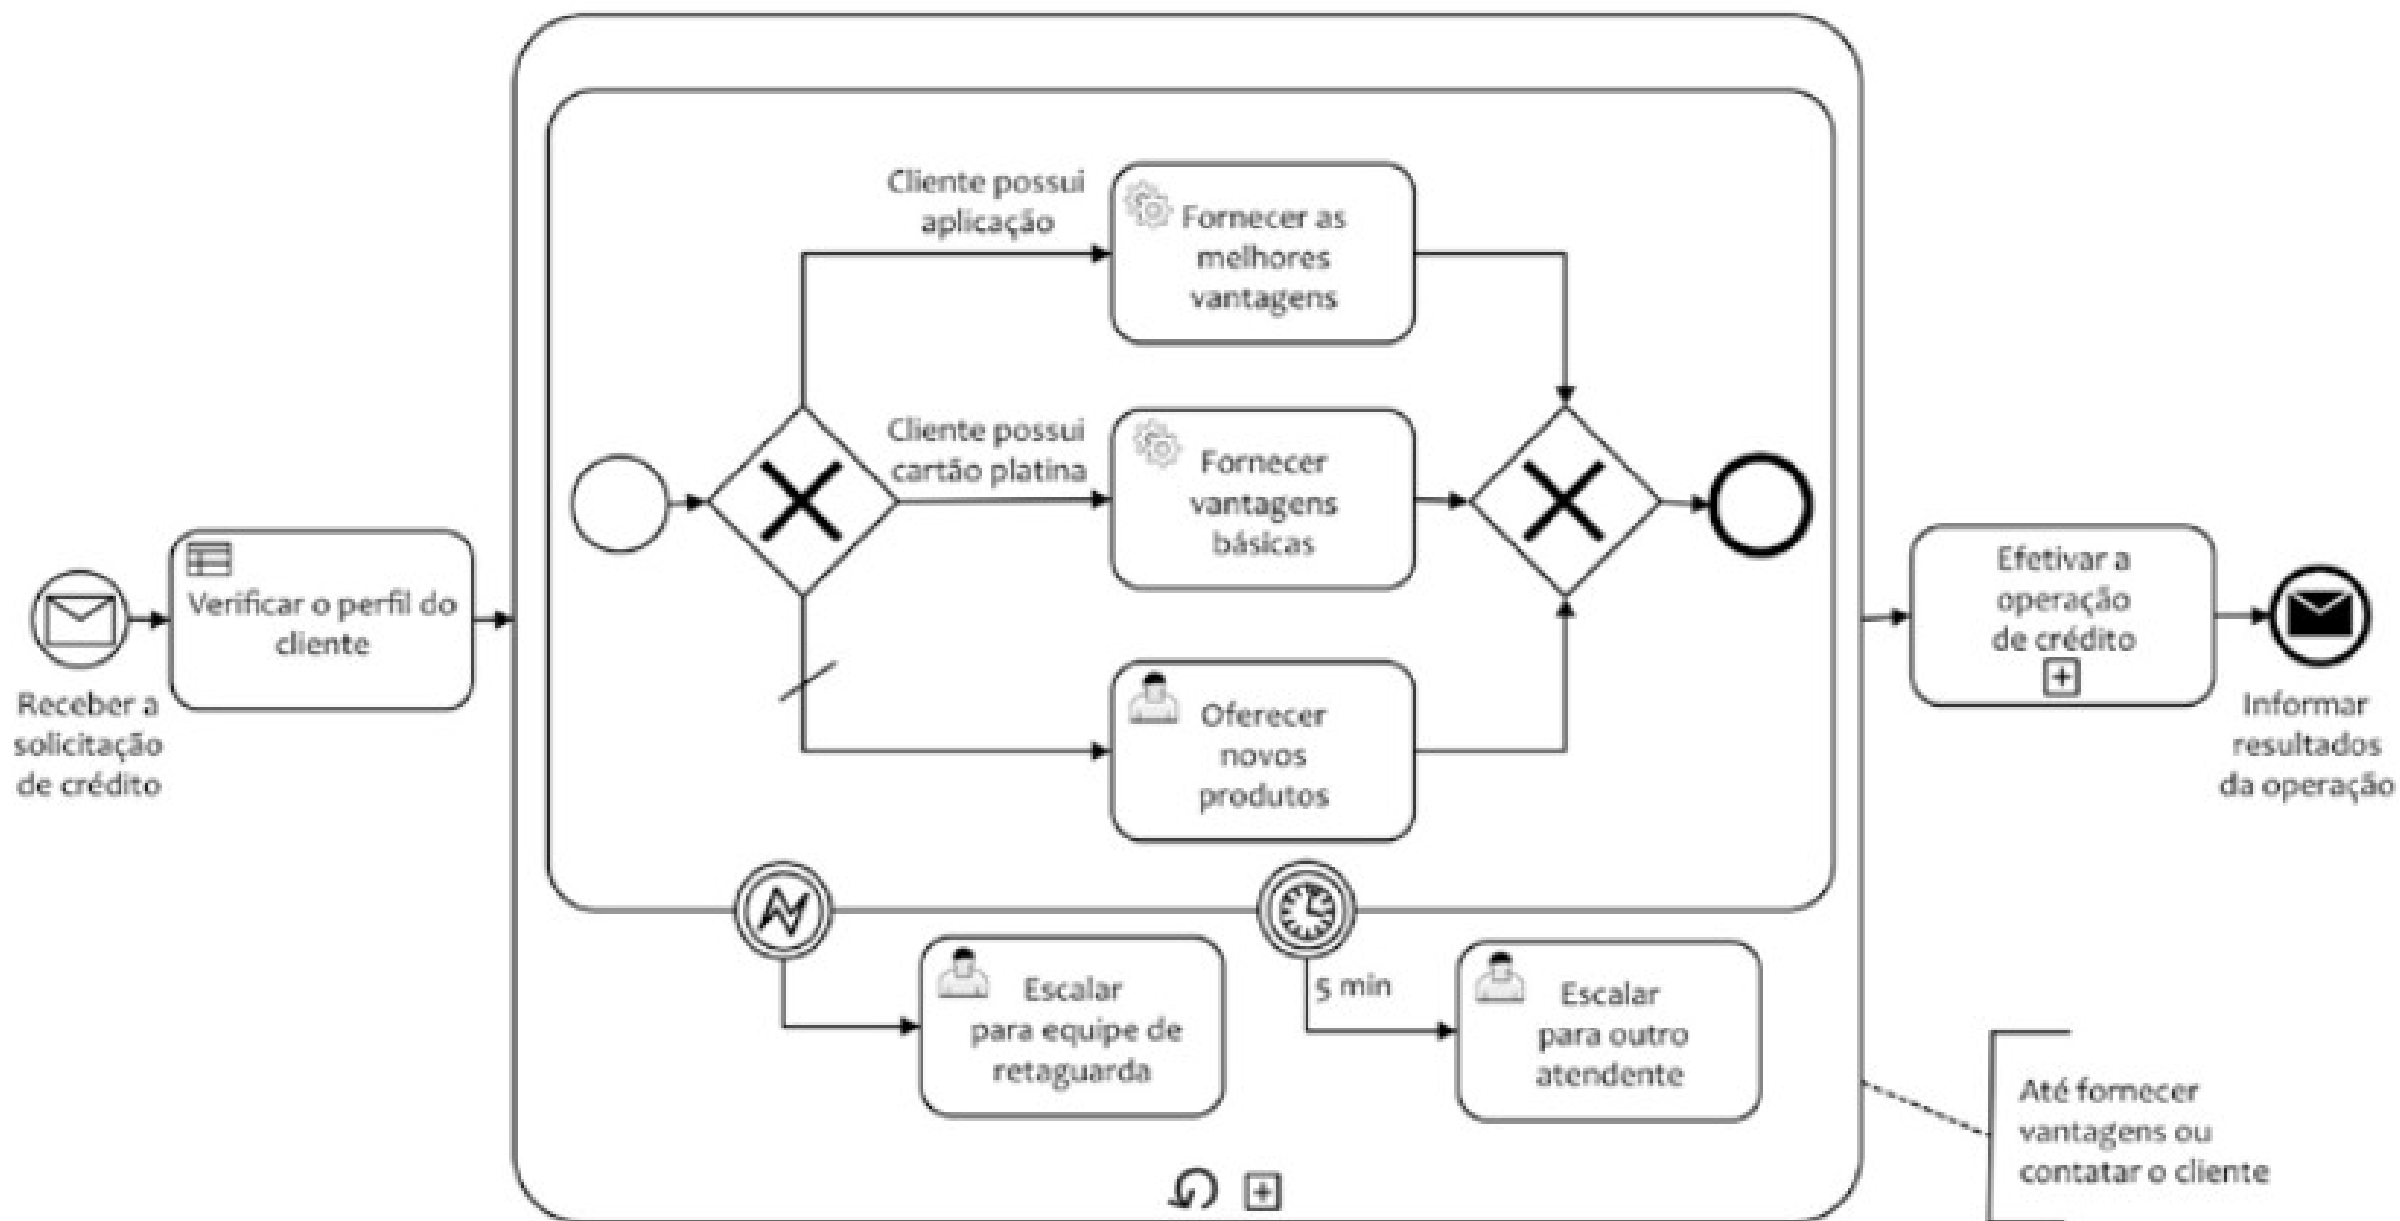 Receber a
solicitação
de crédito
Verificar o perfil do
cliente
Cliente possui
aplicação
Fornecer as
melhores
vantagens
Cliente possui
cartão platina
Fornecer
vantagens
básicas
Oferecer
novos
produtos
Escalar
para equipe de
retaguarda
5 min
Escalar
para outro
atendente
Efetivar a
operação
de crédito
Informar
resultados
da operação
Até fornecer
vantagens ou
contatar o cliente